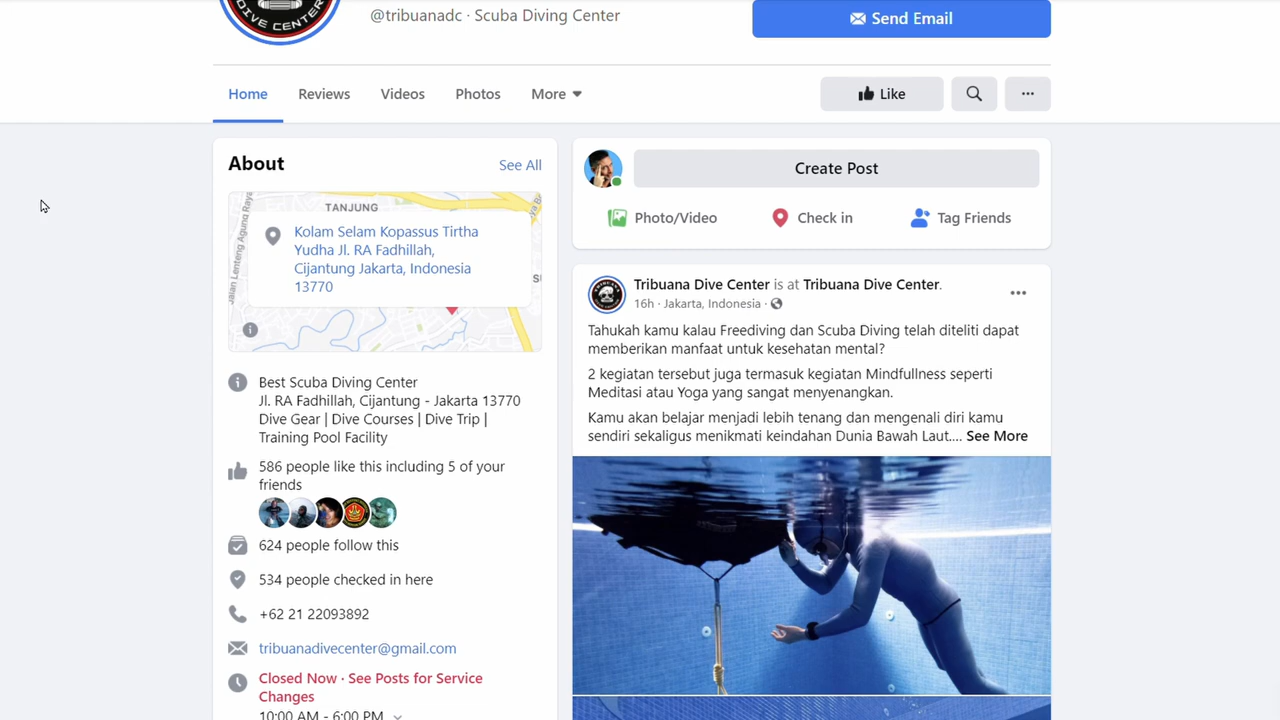 DIVE CENTER
@tribuanadc · Scuba Diving Center
Send Email
Home
Reviews
Videos
Photos
More
Like
About
See All
TANJUNG
Jalan Lenteng Agung Raya
Kolam Selam Kopassus Tirtha
Yudha Jl. RA Fadhillah,
Cijantung Jakarta, Indonesia
13770
Best Scuba Diving Center
Jl. RA Fadhillah, Cijantung - Jakarta 13770
Dive Gear | Dive Courses | Dive Trip |
Training Pool Facility
586 people like this including 5 of your
friends
624 people follow this
534 people checked in here
+62 21 22093892
tribuanadivecenter@gmail.com
Closed Now · See Posts for Service
Changes
10:00 AM - 6:00 PM
Create Post
Photo/Video
Check in
Tag Friends
Tribuana Dive Center is at Tribuana Dive Center.
16h · Jakarta, Indonesia ·
Tahukah kamu kalau Freediving dan Scuba Diving telah diteliti dapat
memberikan manfaat untuk kesehatan mental?
2 kegiatan tersebut juga termasuk kegiatan Mindfullness seperti
Meditasi atau Yoga yang sangat menyenangkan.
Kamu akan belajar menjadi lebih tenang dan mengenali diri kamu
sendiri sekaligus menikmati keindahan Dunia Bawah Laut.... See More